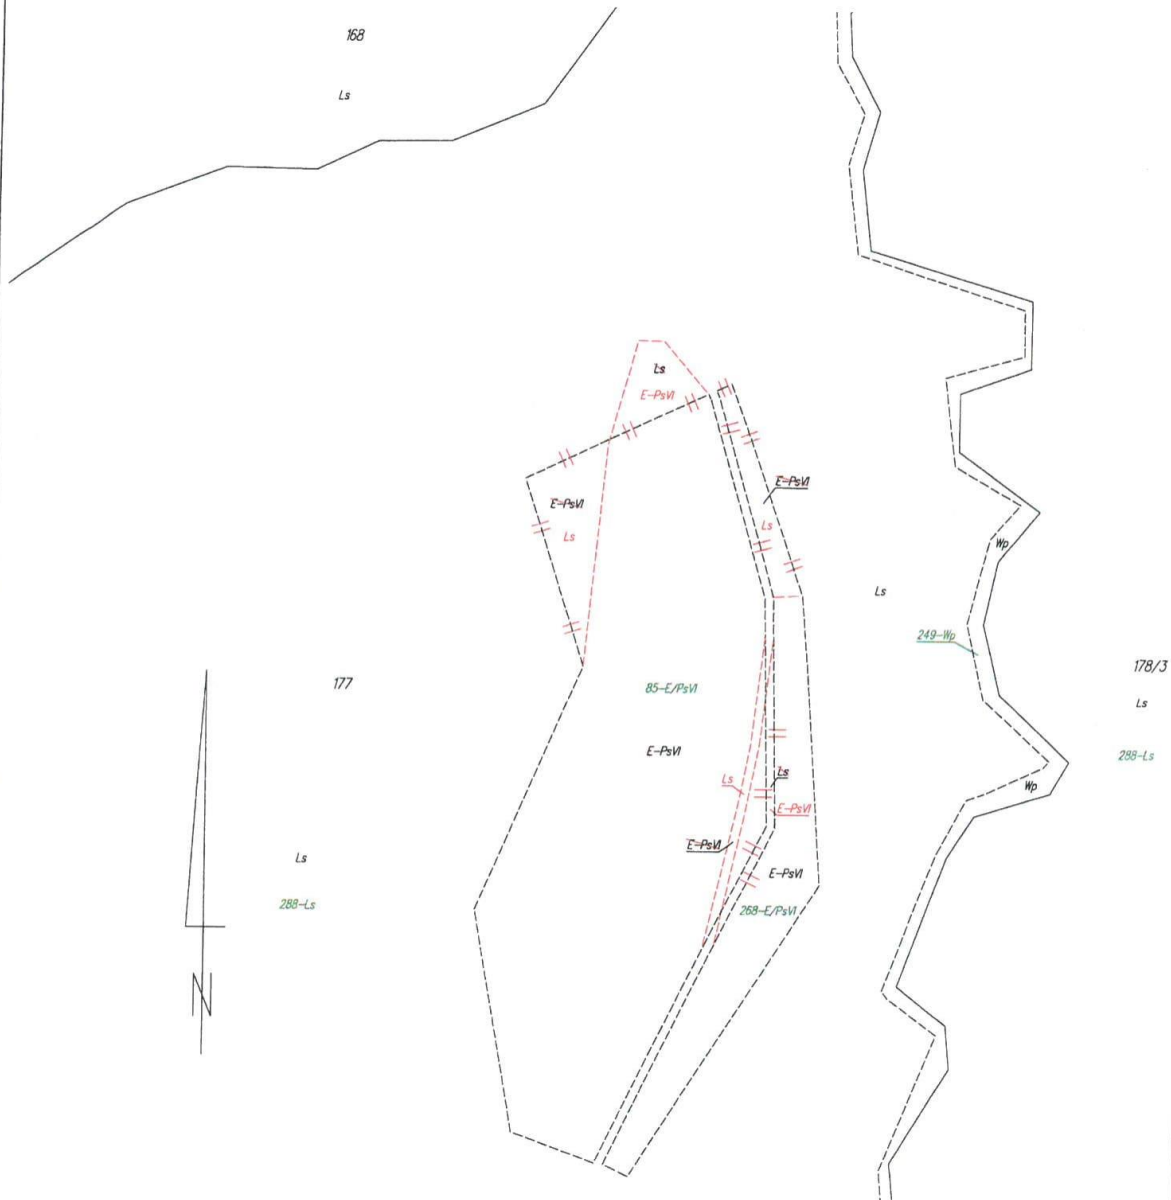 168
Ls
Ls
E-PsVI
E-PsVI
E-PsVI
Ls
Ls
Wp
Ls
249-Wp
178/3
177
85-E/PsVI
Ls
E-PsVI
288-Ls
Ls
Ls
Wp
E-PsVI
E-PsVI
Ls
E-PsVI
288-Ls
268-E/PsVI
N